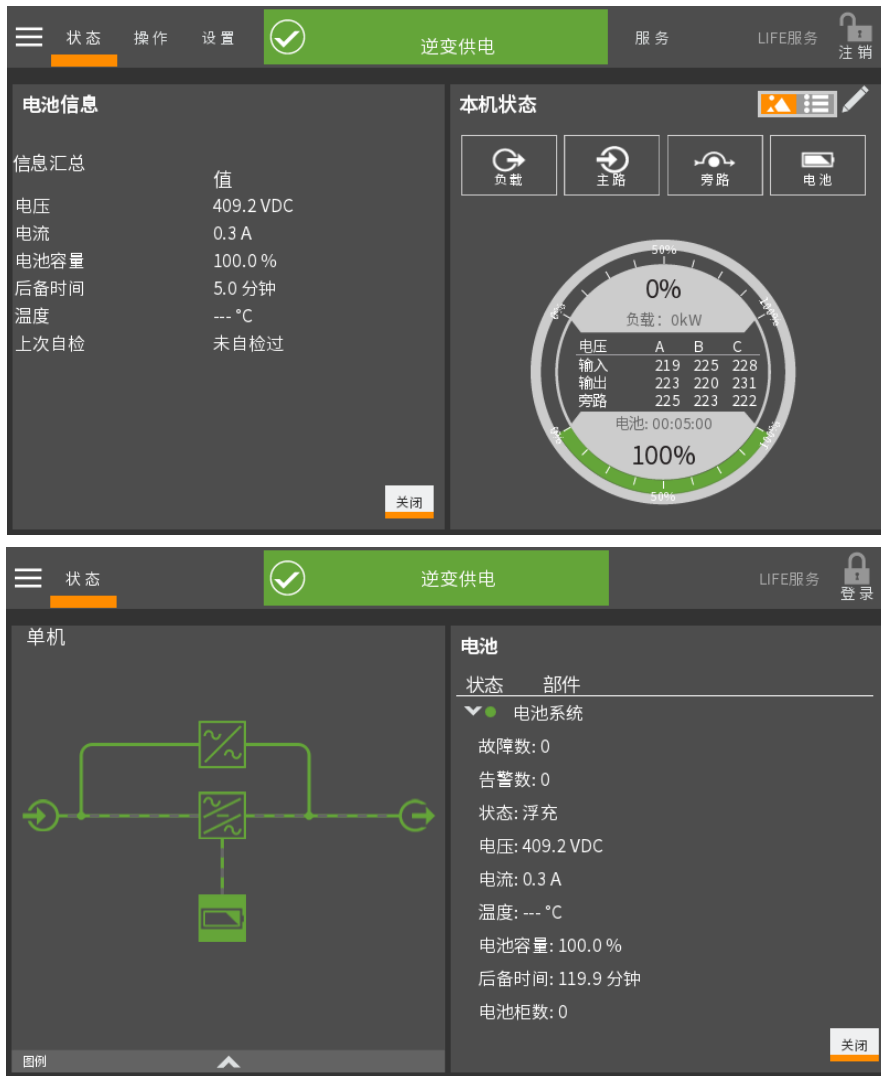 状态 操作 设置 逆变供电 服务 LIFE服务 注销
电池信息
信息汇总
值
电压 409.2 VDC
电流 0.3 A
电池容量 100.0 %
后备时间 5.0 分钟
温度 --- °C
上次自检 未自检过
关闭
本机状态
负载 主路 旁路 电池
50%
0% 100%
0%
负载: 0kW
电压 A B C
输入 219 225 228
输出 223 220 231
旁路 225 223 222
电池: 00:05:00
100%
0% 100%
50%
状态 逆变供电 LIFE服务 登录
单机
图例
电池
状态 部件
电池系统
故障数: 0
告警数: 0
状态: 浮充
电压: 409.2 VDC
电流: 0.3 A
温度: --- °C
电池容量: 100.0 %
后备时间: 119.9 分钟
电池柜数: 0
关闭